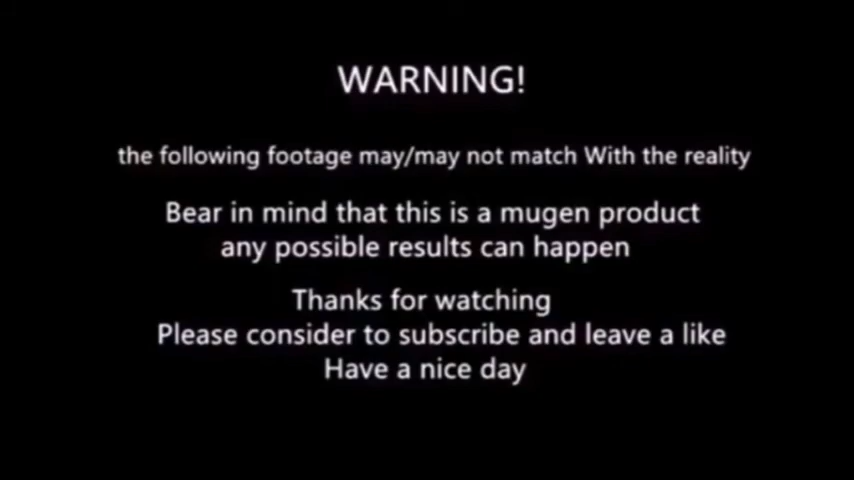 WARNING!
the following footage may/may not match With the reality
Bear in mind that this is a mugen product
any possible results can happen
Thanks for watching
Please consider to subscribe and leave a like
Have a nice day